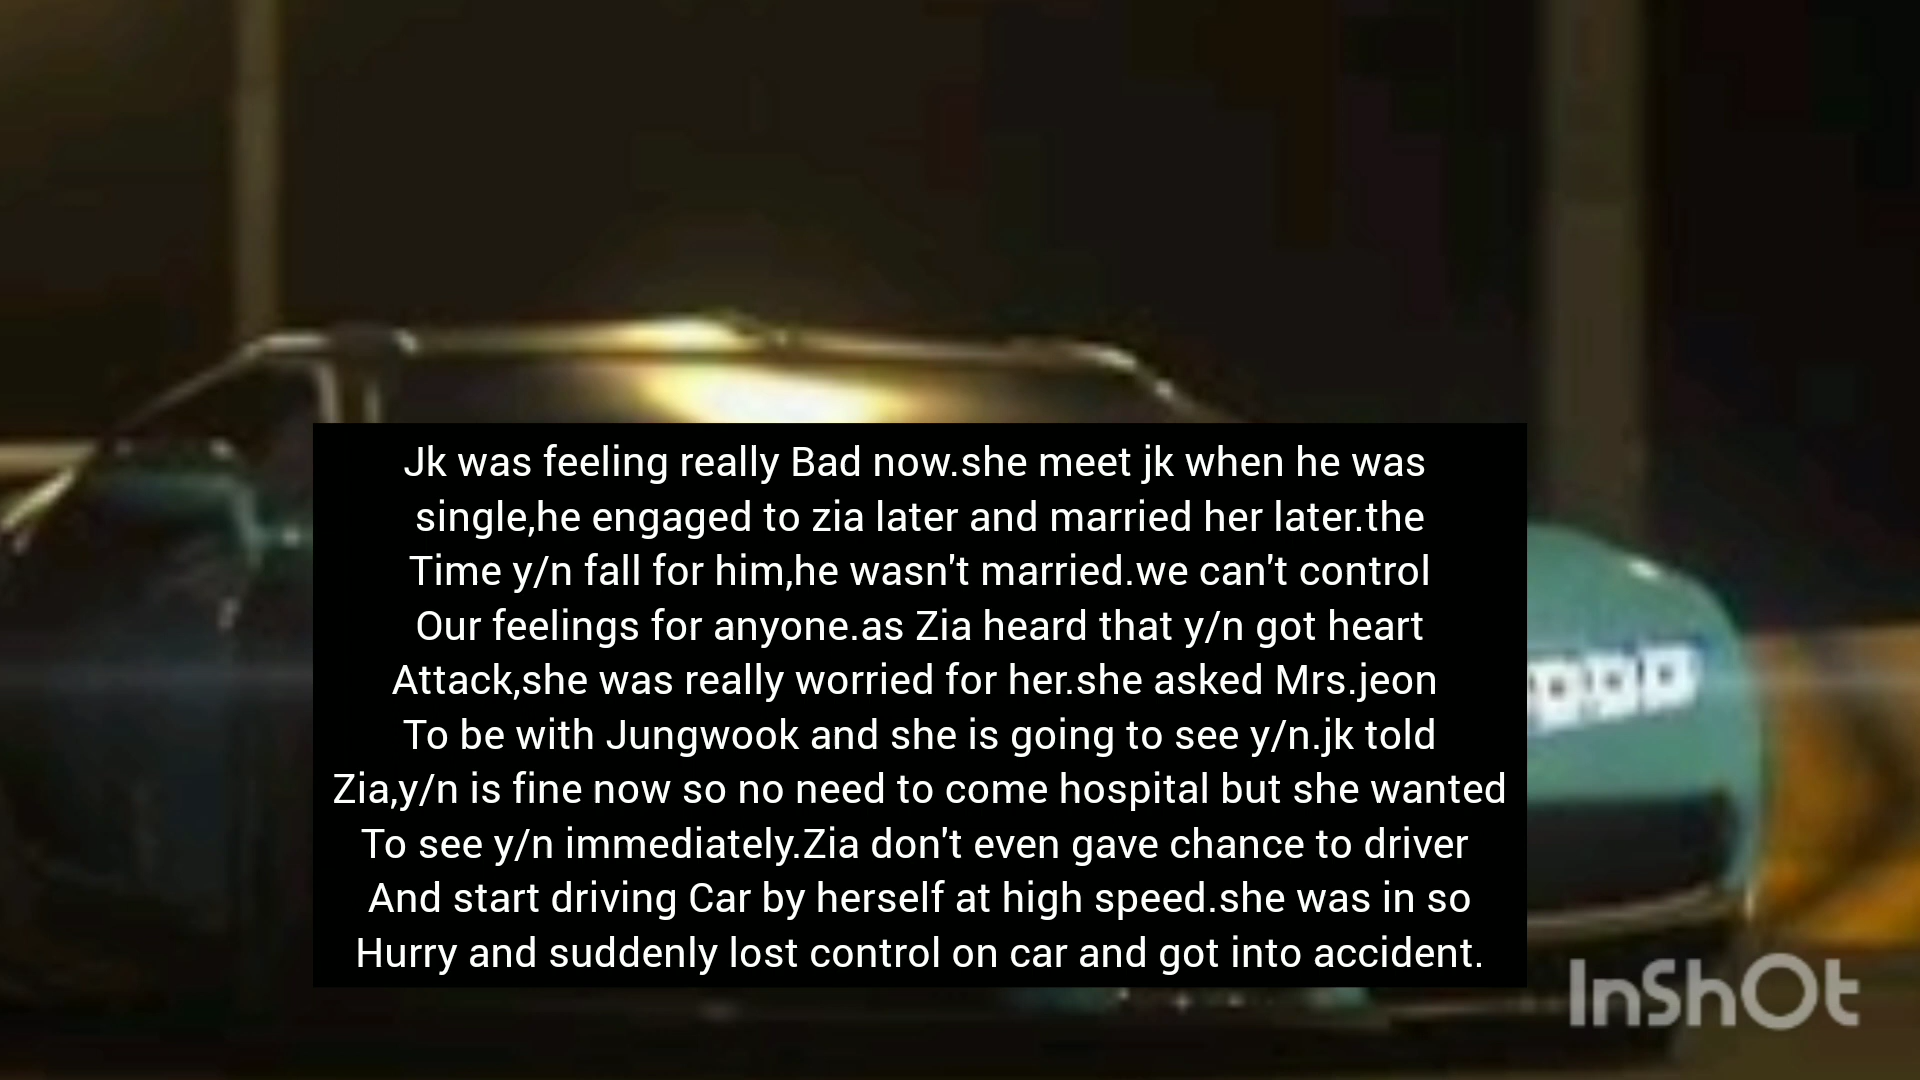 Jk was feeling really Bad now.she meet jk when he was
single,he engaged to zia later and married her later.the
Time y/n fall for him,he wasn't married.we can't control
Our feelings for anyone.as Zia heard that y/n got heart
Attack,she was really worried for her.she asked Mrs.jeon
To be with Jungwook and she is going to see y/n.jk told
Zia,y/n is fine now so no need to come hospital but she wanted
To see y/n immediately.Zia don't even gave chance to driver
And start driving Car by herself at high speed.she was in so
Hurry and suddenly lost control on car and got into accident.
InShOt